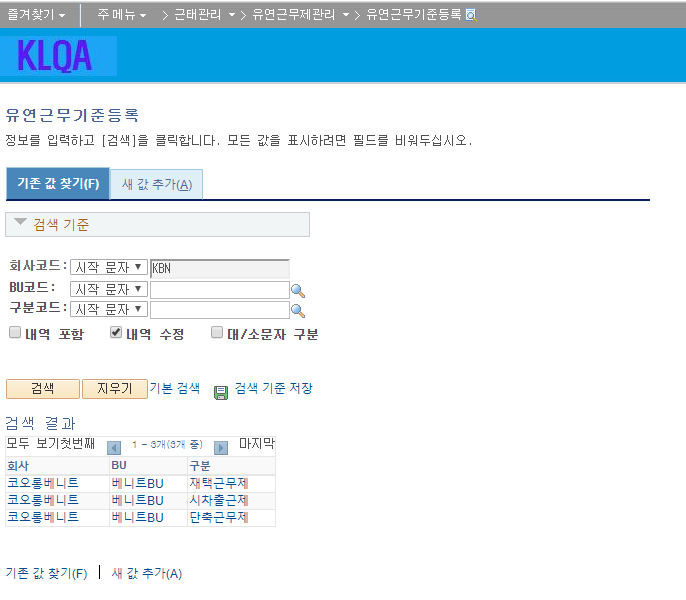 즐겨찾기 주 메뉴 > 근태관리 > 유연근무제관리 > 유연근무기준등록
KLQA
유연근무기준등록
정보를 입력하고 [검색]을 클릭합니다. 모든 값을 표시하려면 필드를 비워두십시오.
기존 값 찾기(F) 새 값 추가(A)
검색 기준
회사코드: 시작 문자 KBN
BU코드: 시작 문자
구분코드: 시작 문자
내역 포함 내역 수정 대/소문자 구분
검색 지우기 기본 검색 검색 기준 저장
검색 결과
모두 보기첫번째 1 - 3개(3개 중) 마지막
회사 BU 구분
코오롱베니트 베니트BU 재택근무제
코오롱베니트 베니트BU 시차출근제
코오롱베니트 베니트BU 단축근무제
기존 값 찾기(F) | 새 값 추가(A)